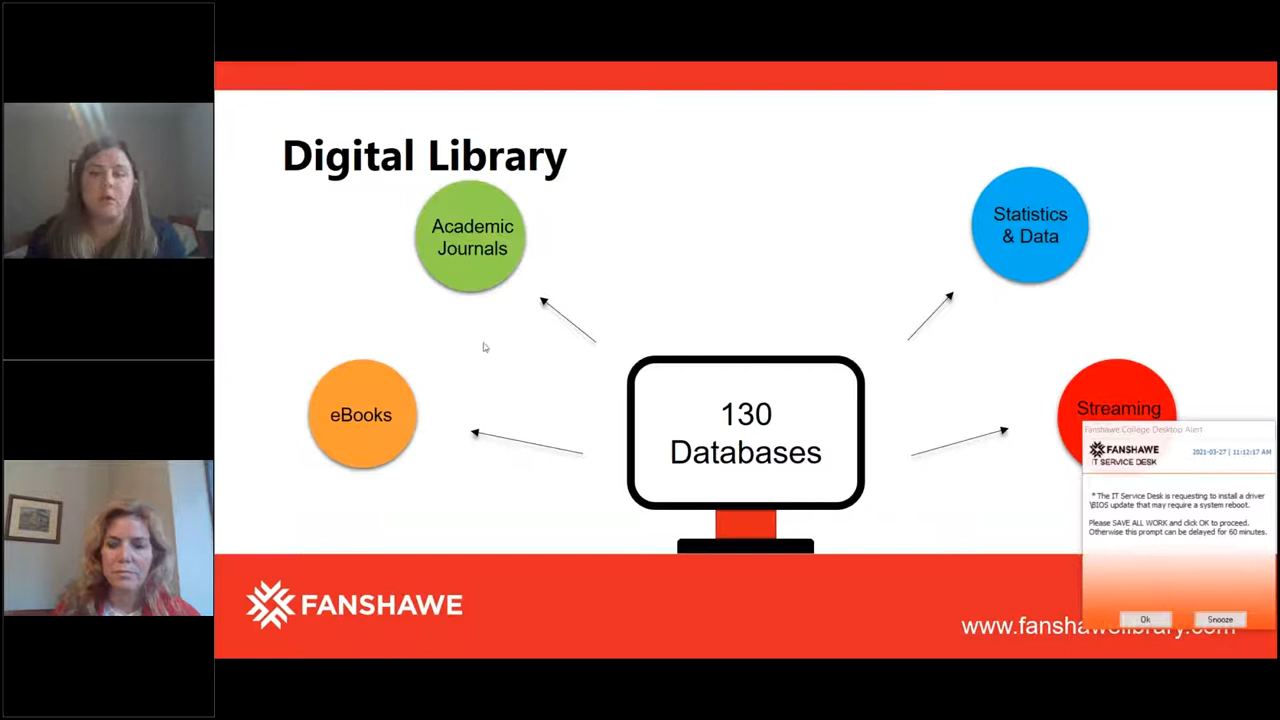 Digital Library
Academic
Journals
Statistics
& Data
eBooks
130
Databases
Streaming
Fanshawe College Desktop Alert
FANSHAWE
IT SERVICE DESK
2021-03-27 | 11:12:17 AM
* The IT Service Desk is requesting to install a driver
\BIOS update that may require a system reboot.
Please SAVE ALL WORK and click OK to proceed.
Otherwise this prompt can be delayed for 60 minutes.
Ok
Snooze
FANSHAWE
www.fanshawelibrary.com